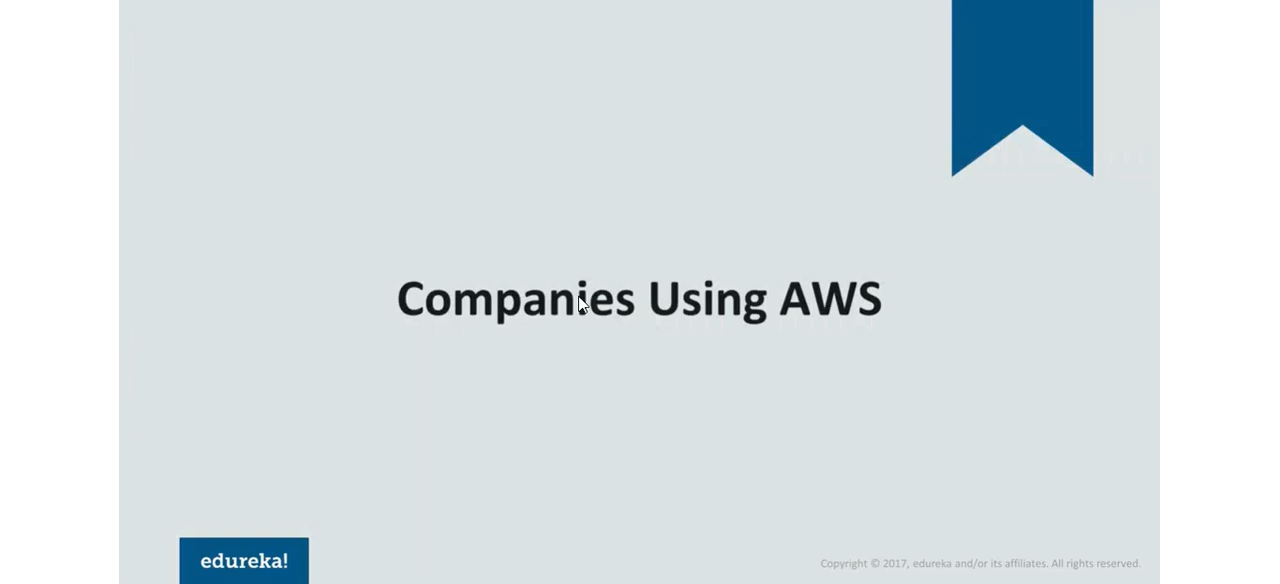 Companies Using AWS
edureka!
Copyright © 2017, edureka and/or its affiliates. All rights reserved.